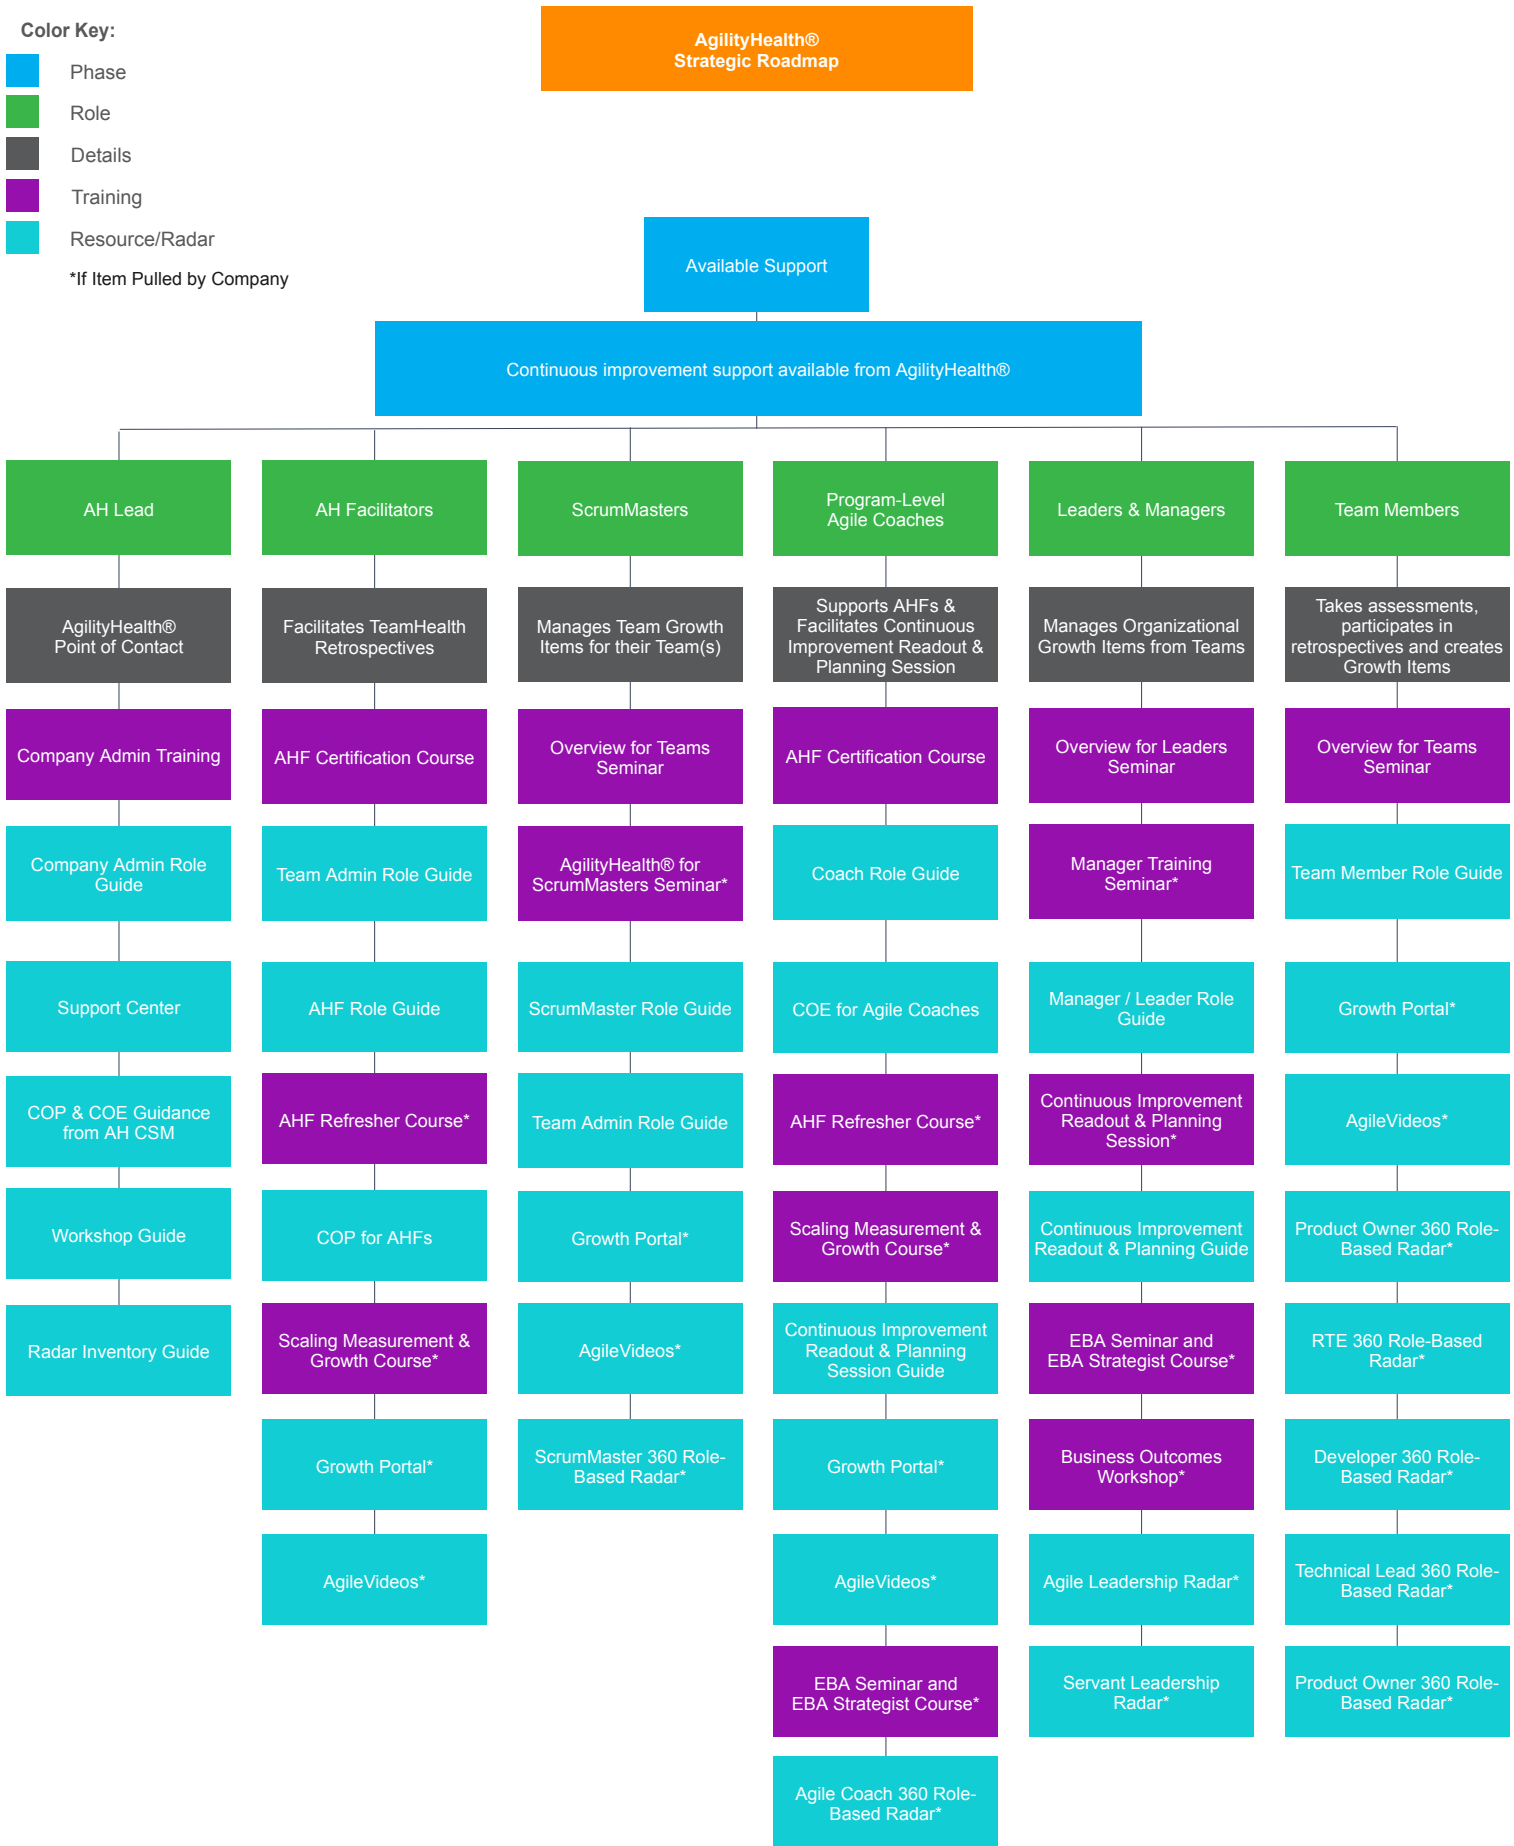 Color Key:
Phase
Role
Details
Training
Resource/Radar
*If Item Pulled by Company
AgilityHealth®
Strategic Roadmap
Available Support
Continuous improvement support available from AgilityHealth®
AH Lead
AgilityHealth®
Point of Contact
Company Admin Training
Company Admin Role
Guide
Support Center
COP & COE Guidance
from AH CSM
Workshop Guide
Radar Inventory Guide
AH Facilitators
Facilitates TeamHealth
Retrospectives
AHF Certification Course
Team Admin Role Guide
AHF Role Guide
AHF Refresher Course*
COP for AHFs
Scaling Measurement &
Growth Course*
Growth Portal*
AgileVideos*
ScrumMasters
Manages Team Growth
Items for their Team(s)
Overview for Teams
Seminar
AgilityHealth® for
ScrumMasters Seminar*
ScrumMaster Role Guide
Team Admin Role Guide
Growth Portal*
AgileVideos*
ScrumMaster 360 Role-
Based Radar*
Program-Level
Agile Coaches
Supports AHFs &
Facilitates Continuous
Improvement Readout &
Planning Session
AHF Certification Course
Coach Role Guide
COE for Agile Coaches
AHF Refresher Course*
Scaling Measurement &
Growth Course*
Continuous Improvement
Readout & Planning
Session Guide
Growth Portal*
AgileVideos*
EBA Seminar and
EBA Strategist Course*
Agile Coach 360 Role-
Based Radar*
Leaders & Managers
Manages Organizational
Growth Items from Teams
Overview for Leaders
Seminar
Manager Training
Seminar*
Manager / Leader Role
Guide
Continuous Improvement
Readout & Planning
Session*
Continuous Improvement
Readout & Planning Guide
EBA Seminar and
EBA Strategist Course*
Business Outcomes
Workshop*
Agile Leadership Radar*
Servant Leadership
Radar*
Team Members
Takes assessments,
participates in
retrospectives and creates
Growth Items
Overview for Teams
Seminar
Team Member Role Guide
Growth Portal*
AgileVideos*
Product Owner 360 Role-
Based Radar*
RTE 360 Role-Based
Radar*
Developer 360 Role-
Based Radar*
Technical Lead 360 Role-
Based Radar*
Product Owner 360 Role-
Based Radar*